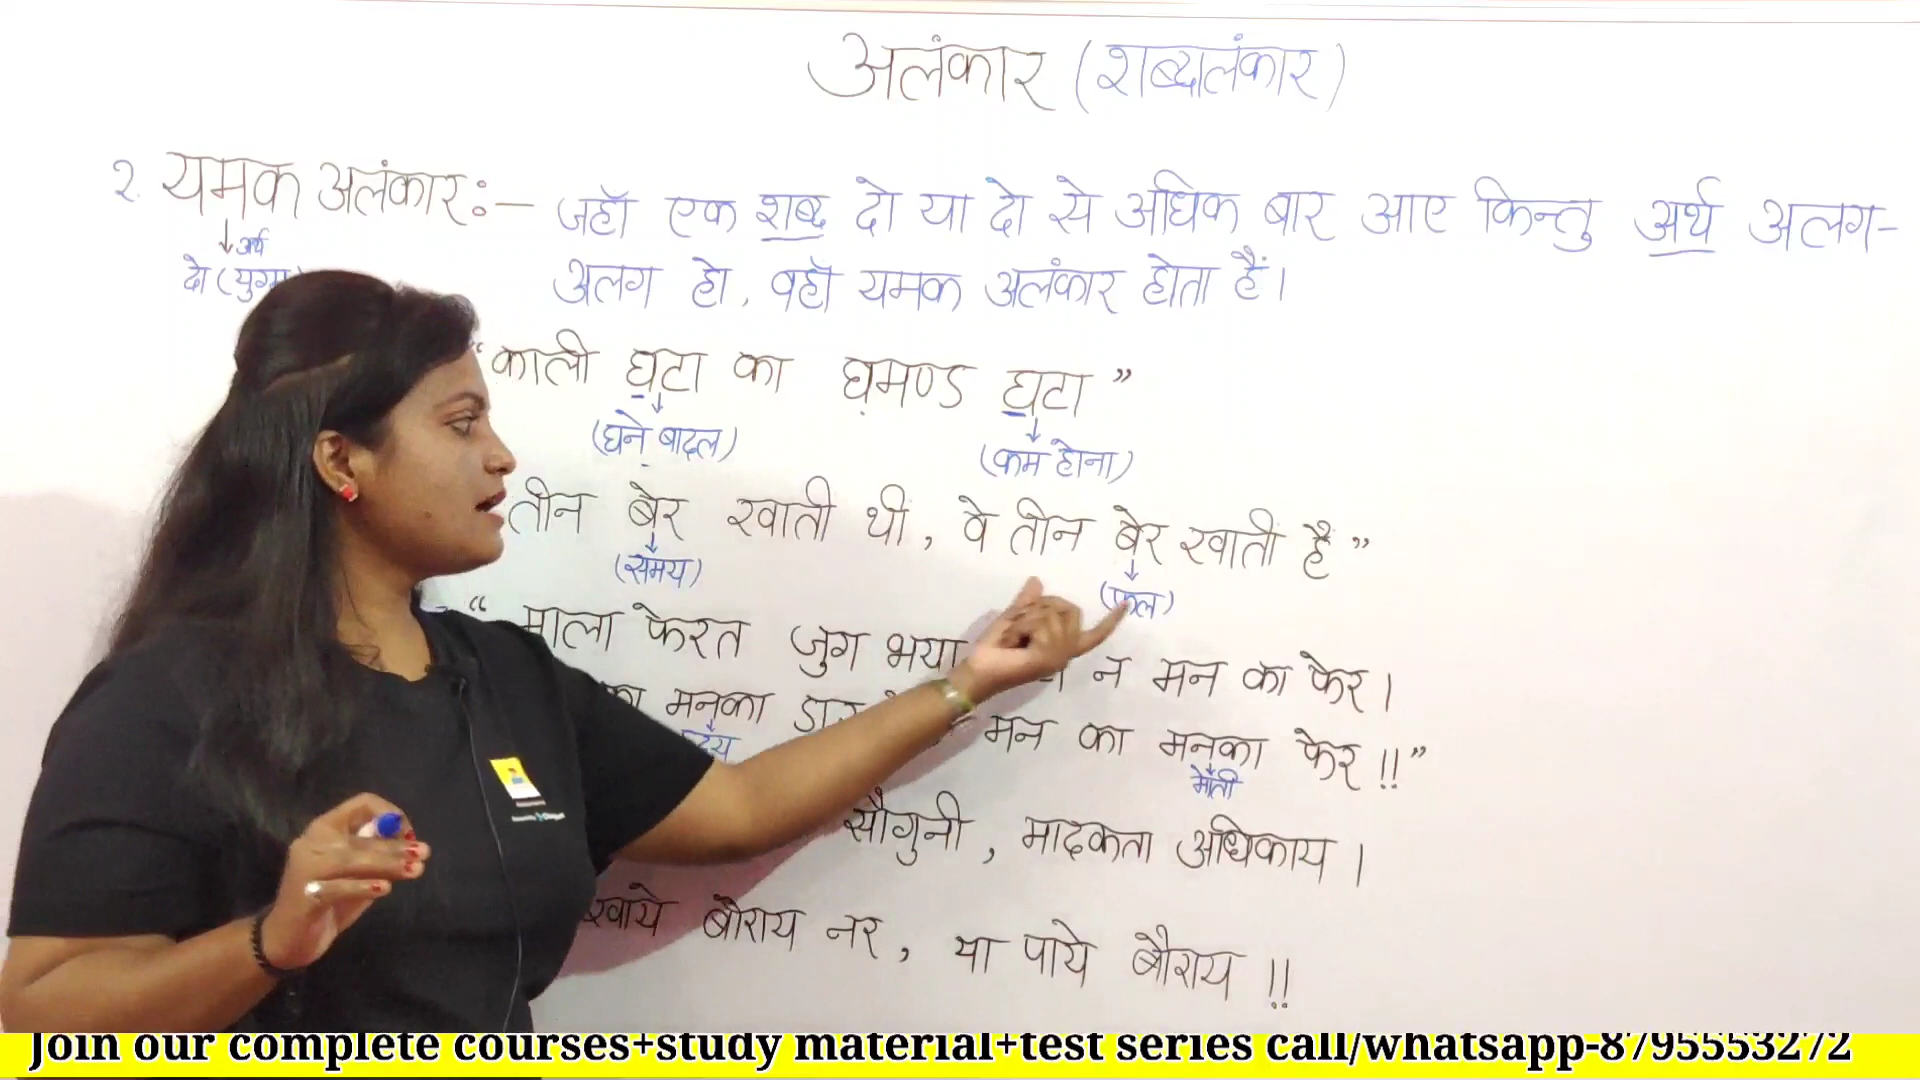 अलंकार (शब्दालंकार)
२. यमक अलंकारः- जहाँ एक शब्द दो या दो से अधिक बार आए किन्तु अर्थ अलग-
अर्थ
दो (युग्म
अलग हो, वहाँ यमक अलंकार होता हैं।
"काली घटा का घमण्ड घटा"
(घने बादल) (कम होना)
तीन बेर खाती थी, वे तीन बेर खाती हैं"
(समय) (फल)
"माला फेरत जुग भया न मन का फेर।
का मनका मन का मनका फेर!!"
मोती
सौगुनी, मादकता अधिकाय।
खाये बौराय नर, या पाये बौराय!!
Join our complete courses+study material+test series call/whatsapp-8795553272